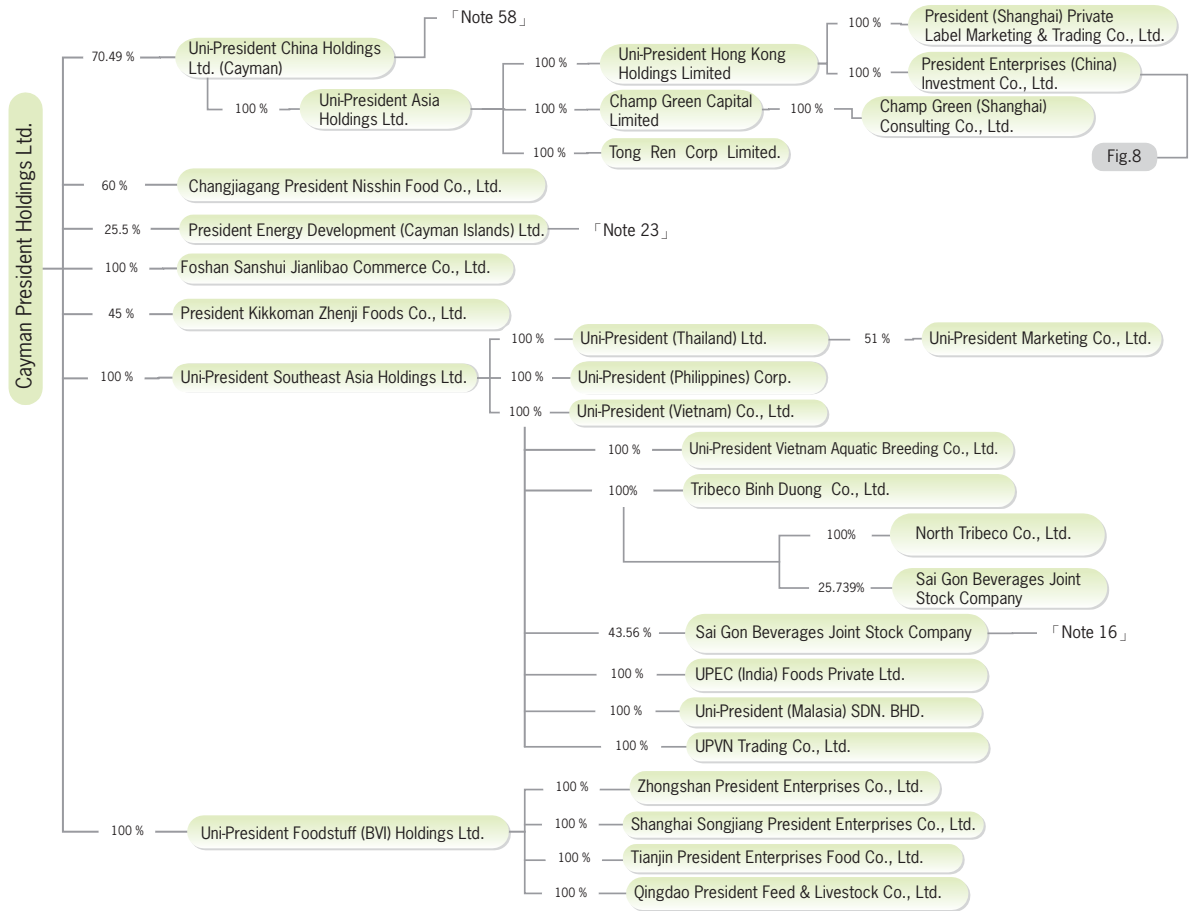 Cayman President Holdings Ltd.
70.49 %
Uni-President China Holdings
Ltd. (Cayman)
「Note 58」
100 %
Uni-President Asia
Holdings Ltd.
100 %
Uni-President Hong Kong
Holdings Limited
100 %
President (Shanghai) Private
Label Marketing & Trading Co., Ltd.
100 %
President Enterprises (China)
Investment Co., Ltd.
Fig.8
100 %
Champ Green Capital
Limited
100 %
Champ Green (Shanghai)
Consulting Co., Ltd.
100 %
Tong Ren Corp Limited.
60 %
Changjiagang President Nisshin Food Co., Ltd.
25.5 %
President Energy Development (Cayman Islands) Ltd.
「Note 23」
100 %
Foshan Sanshui Jianlibao Commerce Co., Ltd.
45 %
President Kikkoman Zhenji Foods Co., Ltd.
100 %
Uni-President Southeast Asia Holdings Ltd.
100 %
Uni-President (Thailand) Ltd.
51 %
Uni-President Marketing Co., Ltd.
100 %
Uni-President (Philippines) Corp.
100 %
Uni-President (Vietnam) Co., Ltd.
100 %
Uni-President Vietnam Aquatic Breeding Co., Ltd.
100%
Tribeco Binh Duong Co., Ltd.
100%
North Tribeco Co., Ltd.
25.739%
Sai Gon Beverages Joint
Stock Company
43.56 %
Sai Gon Beverages Joint Stock Company
「Note 16」
100 %
UPEC (India) Foods Private Ltd.
100 %
Uni-President (Malasia) SDN. BHD.
100 %
UPVN Trading Co., Ltd.
100 %
Uni-President Foodstuff (BVI) Holdings Ltd.
100 %
Zhongshan President Enterprises Co., Ltd.
100 %
Shanghai Songjiang President Enterprises Co., Ltd.
100 %
Tianjin President Enterprises Food Co., Ltd.
100 %
Qingdao President Feed & Livestock Co., Ltd.